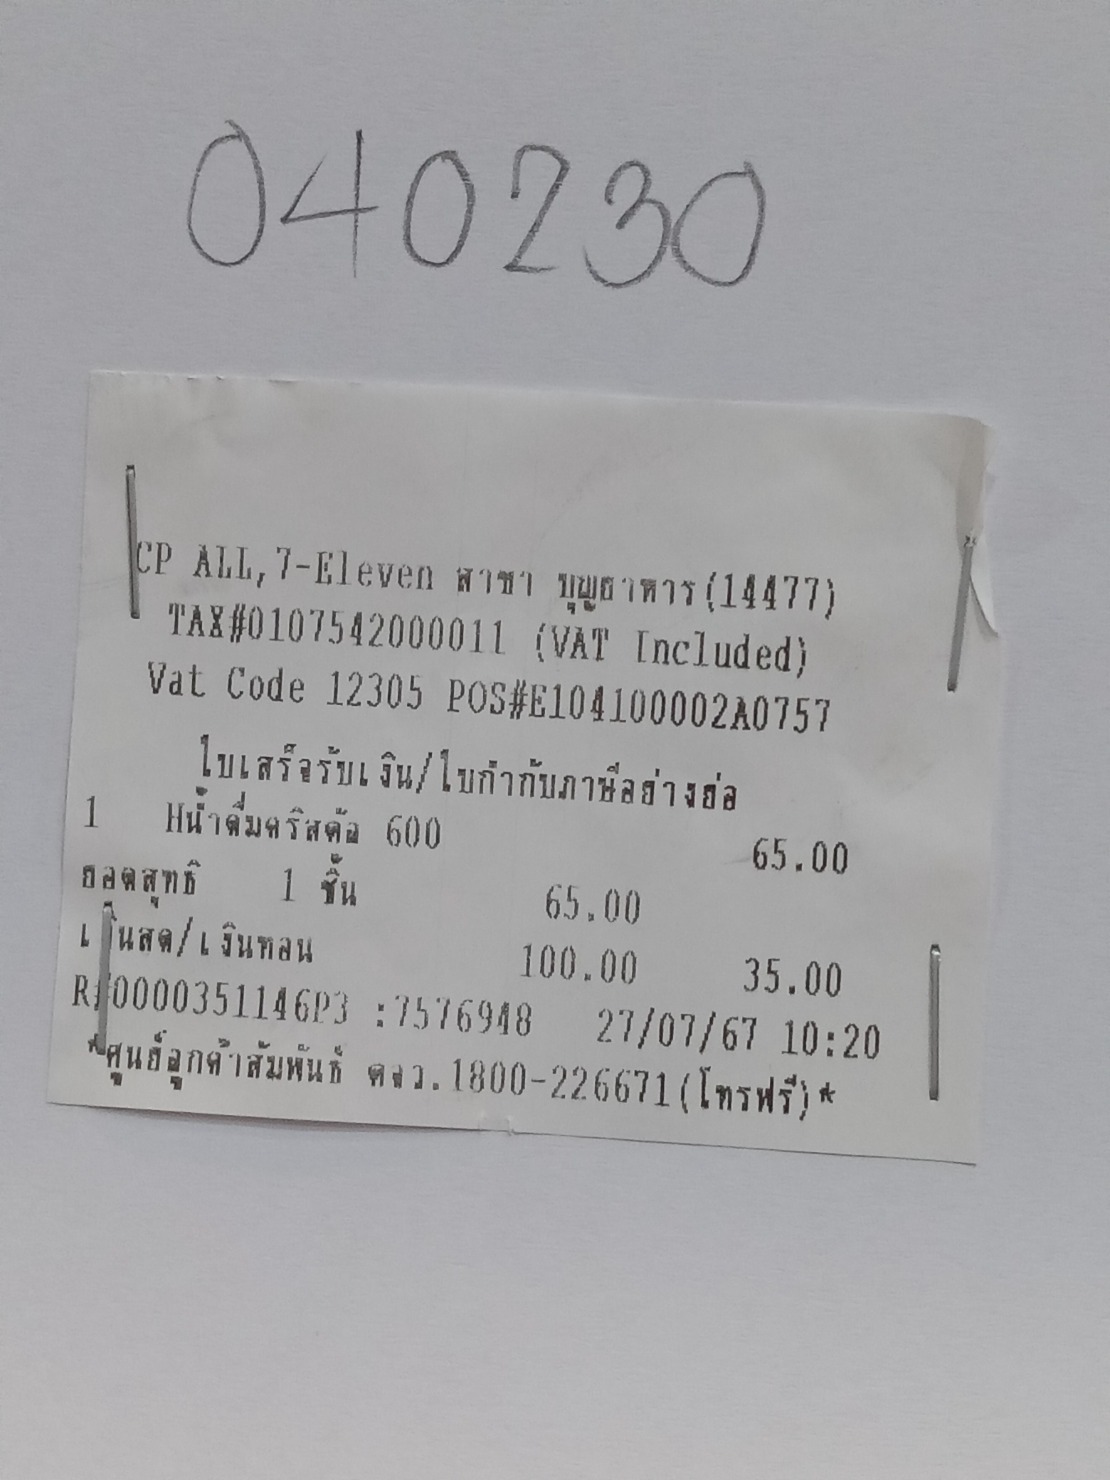 040230
CP ALL,7-Eleven สาขา บุญธาหาร(14477)
TAX#0107542000011 (VAT Included)
Vat Code 12305 POS#E104100002A0757
ใบเสร็จรับเงิน/ใบกำกับภาษีอย่างย่อ
1 Hน้ำดื่มคริสตัล 600 65.00
ยอดสุทธิ 1 ชิ้น 65.00
เงินสด/เงินทอน 100.00 35.00
R#0000351146P3 :7576948 27/07/67 10:20
*ศูนย์ลูกค้าสัมพันธ์ ตจว.1800-226671(โทรฟรี)*